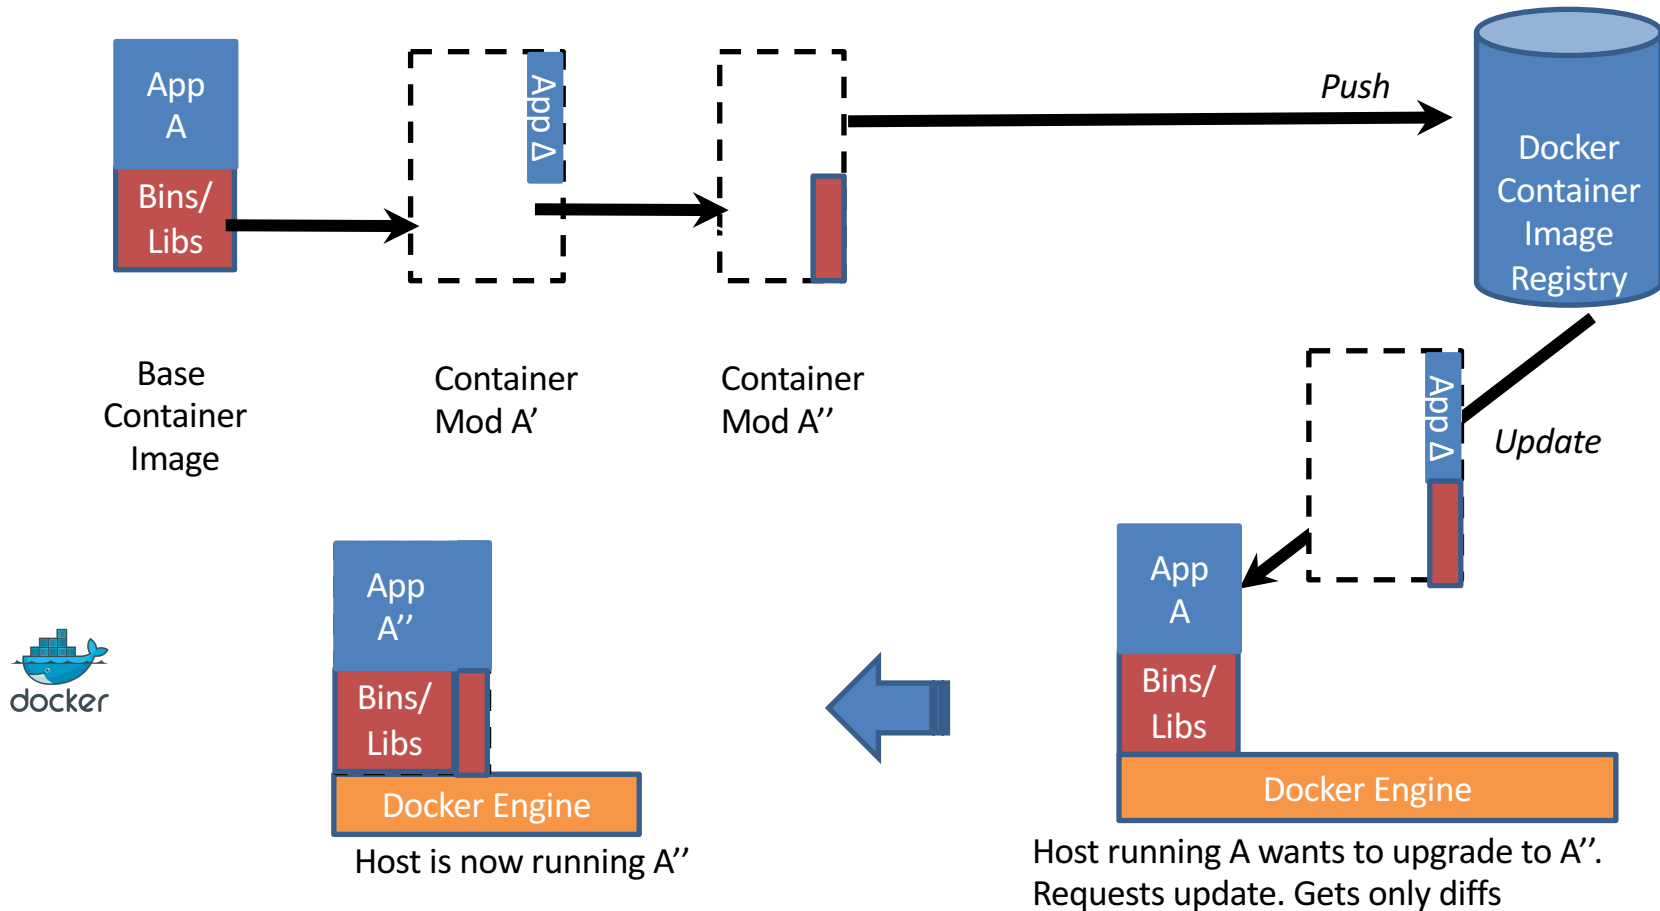 App
A
Bins/
Libs
App Δ
Push
Docker
Container
Image
Registry
Base
Container
Image
Container
Mod A’
Container
Mod A’’
App Δ
Update
App
A
Bins/
Libs
Docker Engine
Host running A wants to upgrade to A’’.
Requests update. Gets only diffs
App
A’’
Bins/
Libs
Docker Engine
Host is now running A’’
docker